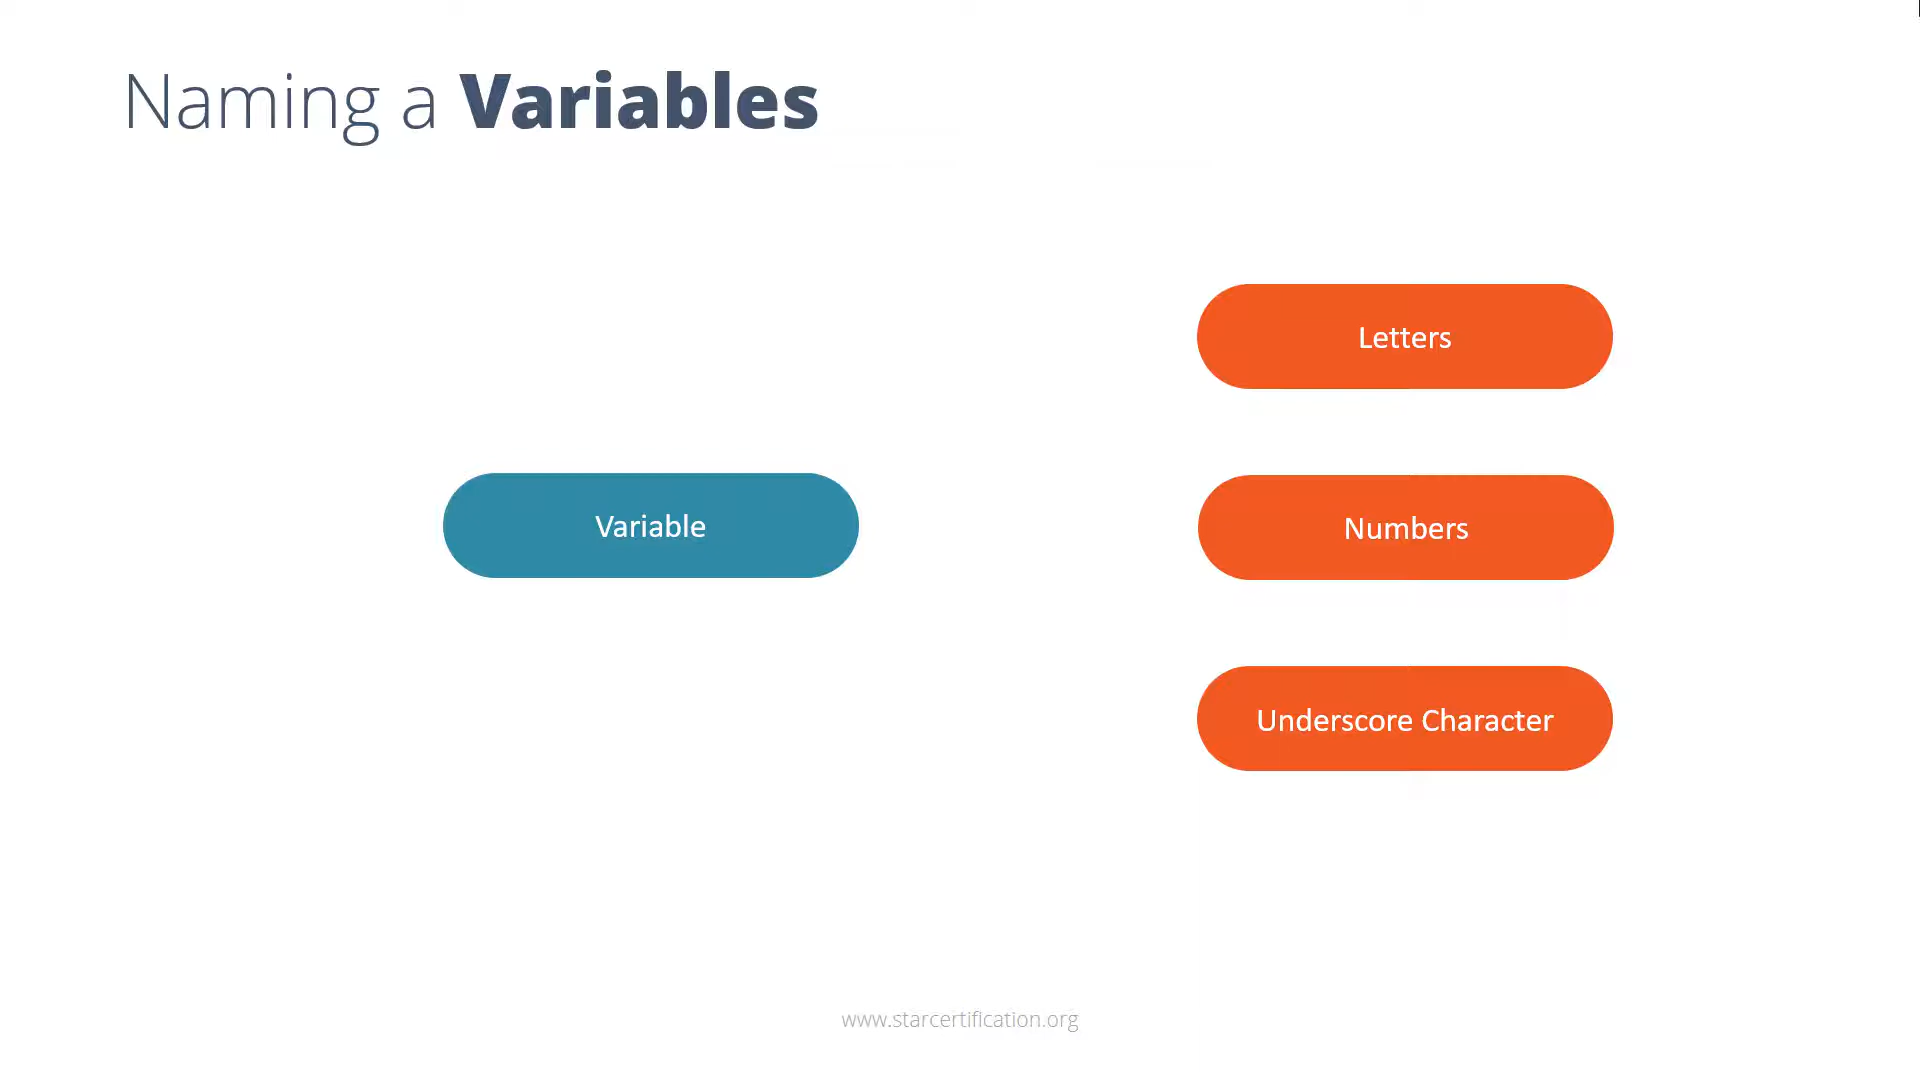 Naming a Variables
Letters
Variable
Numbers
Underscore Character
www.starcertification.org